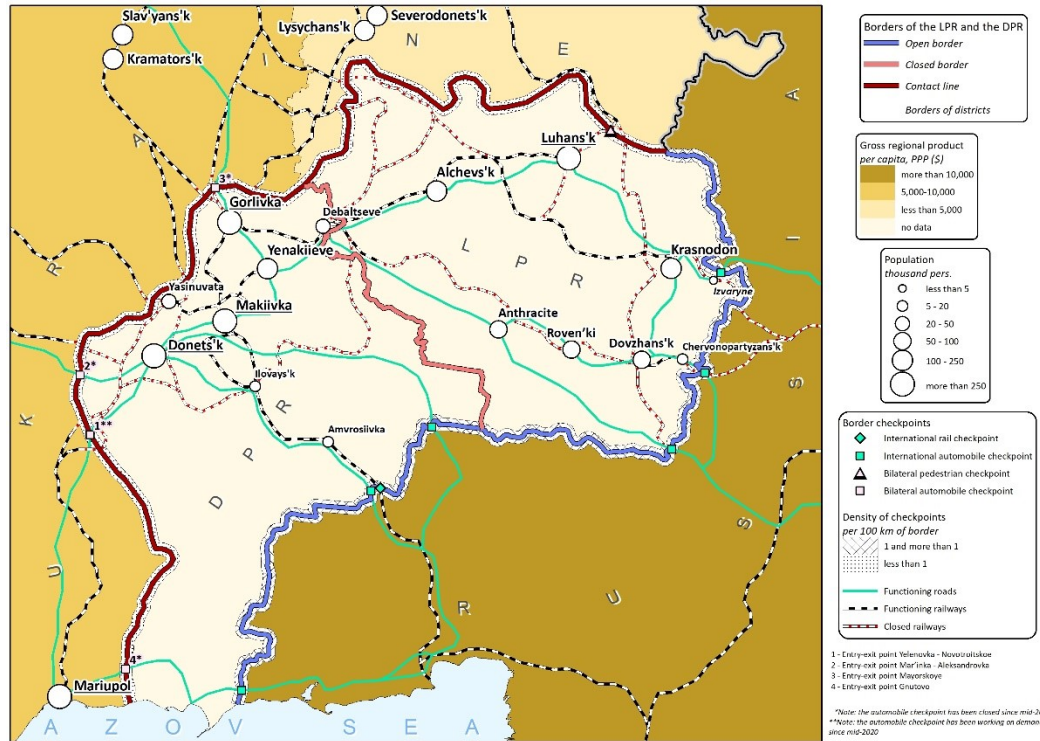 Slav'yans'k
Kramators'k
Severodonets'k
Lysychans'k
Luhans'k
Alchevs'k
Gorlivka
Debaltseve
Yenakiieve
Krasnodon
Izvaryne
Yasinuvata
Makiivka
Anthracite
Roven'ki
Dovzhans'k
Chervonopartyzans'k
Donets'k
Ilovays'k
Amvrosiivka
Mariupol
3*
2*
1**
4*
U K R A I N E
L P R
D P R
R U S S I A
A Z O V S E A
Borders of the LPR and the DPR
Open border
Closed border
Contact line
Borders of districts
Gross regional product
per capita, PPP ($)
more than 10,000
5,000-10,000
less than 5,000
no data
Population
thousand pers.
less than 5
5 - 20
20 - 50
50 - 100
100 - 250
more than 250
Border checkpoints
International rail checkpoint
International automobile checkpoint
Bilateral pedestrian checkpoint
Bilateral automobile checkpoint
Density of checkpoints
per 100 km of border
1 and more than 1
less than 1
Functioning roads
Functioning railways
Closed railways
1 - Entry-exit point Yelenovka - Novotroitskoe
2 - Entry-exit point Mar'inka - Aleksandrovka
3 - Entry-exit point Mayorskoye
4 - Entry-exit point Gnutovo
*Note: the automobile checkpoint has been closed since mid-2
**Note: the automobile checkpoint has been working on deman
since mid-2020